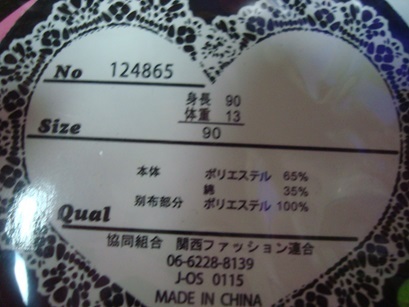 No 124865
身長 90
体重 13
Size 90
本体 ポリエステル 65%
綿 35%
別布部分 ポリエステル 100%
Qual
協同組合 関西ファッション連合
06-6228-8139
J-OS 0115
MADE IN CHINA